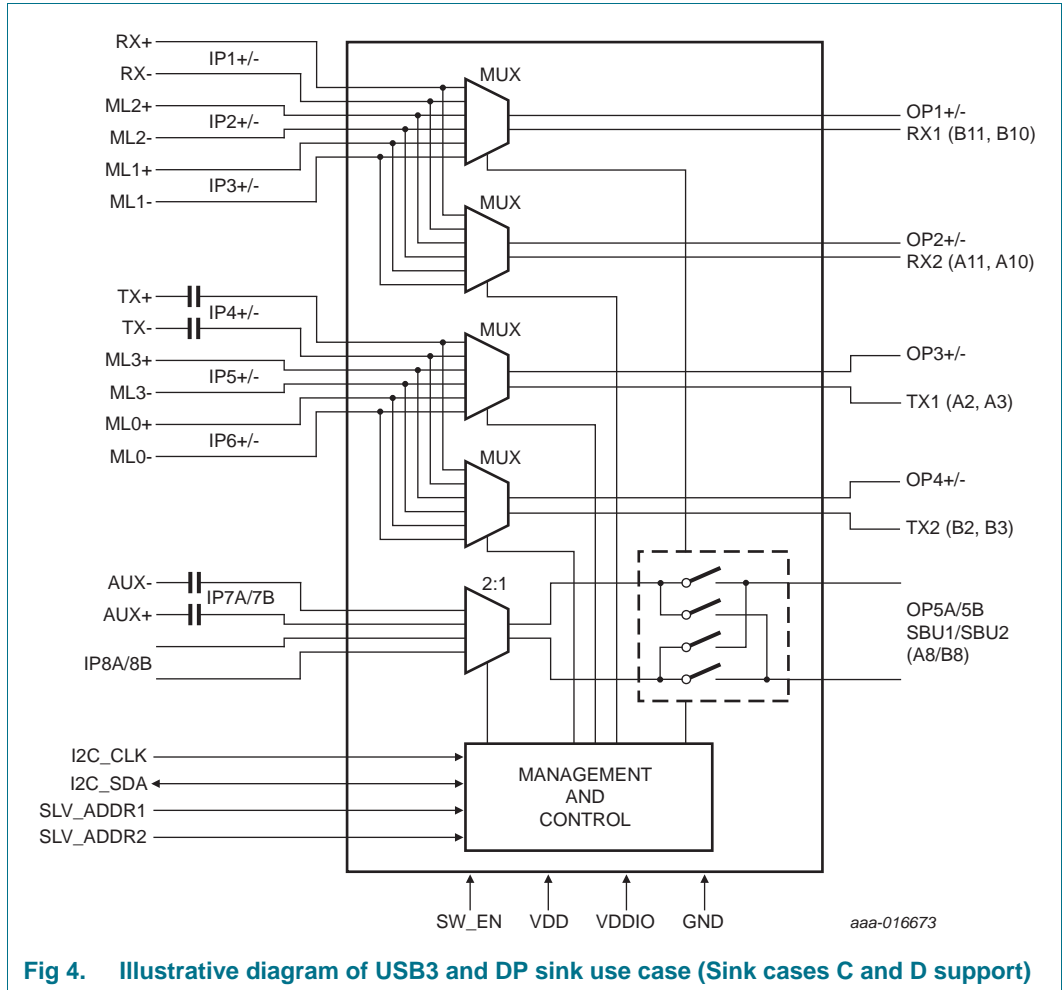 RX+
IP1+/-
RX-
ML2+
IP2+/-
ML2-
ML1+
IP3+/-
ML1-
MUX
OP1+/-
RX1 (B11, B10)
MUX
OP2+/-
RX2 (A11, A10)
TX+
IP4+/-
TX-
ML3+
IP5+/-
ML3-
ML0+
IP6+/-
ML0-
MUX
OP3+/-
TX1 (A2, A3)
MUX
OP4+/-
TX2 (B2, B3)
AUX-
IP7A/7B
AUX+
IP8A/8B
2:1
OP5A/5B
SBU1/SBU2
(A8/B8)
I2C_CLK
I2C_SDA
SLV_ADDR1
SLV_ADDR2
MANAGEMENT
AND
CONTROL
SW_EN VDD VDDIO GND
aaa-016673
Fig 4. Illustrative diagram of USB3 and DP sink use case (Sink cases C and D support)